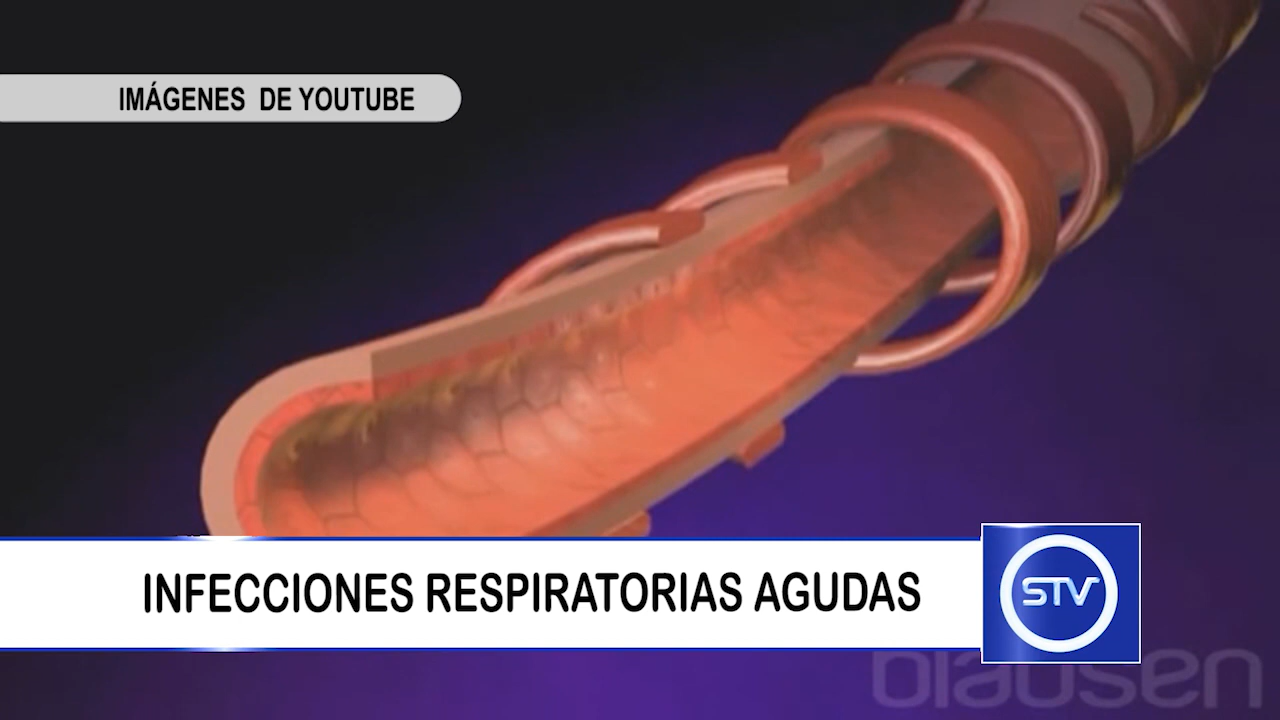 IMÁGENES DE YOUTUBE
INFECCIONES RESPIRATORIAS AGUDAS
STV
blausen